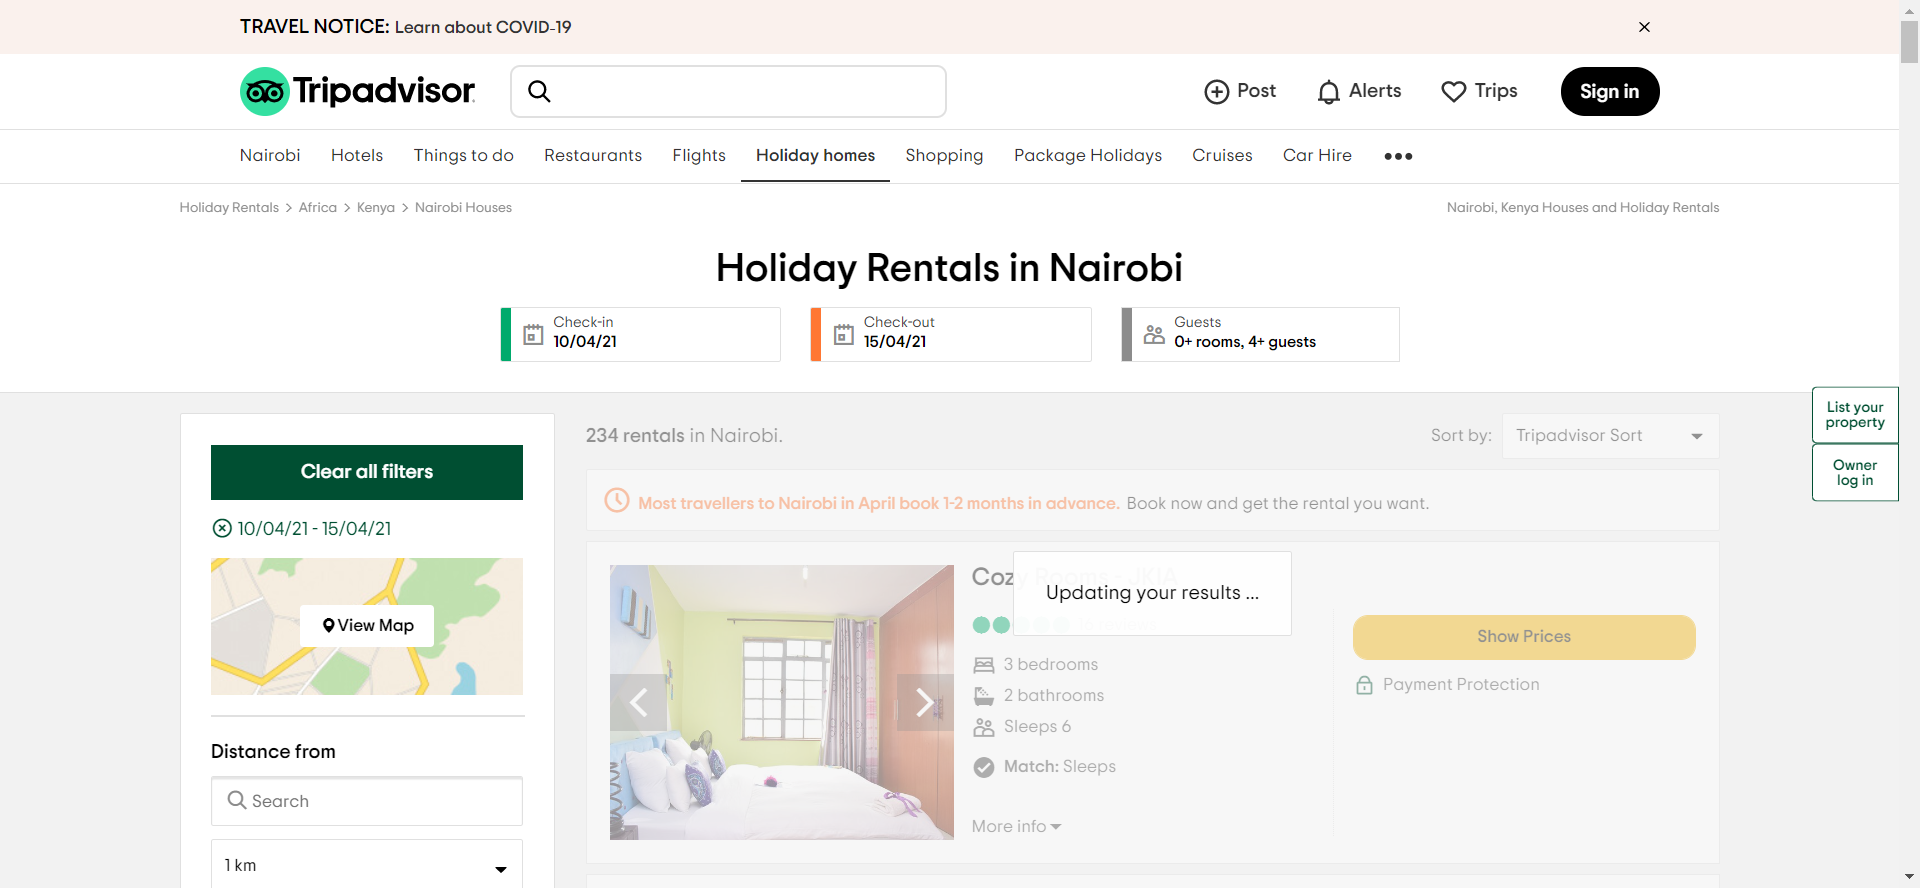 TRAVEL NOTICE: Learn about COVID-19
Tripadvisor
Post
Alerts
Trips
Sign in
Nairobi
Hotels
Things to do
Restaurants
Flights
Holiday homes
Shopping
Package Holidays
Cruises
Car Hire
Holiday Rentals > Africa > Kenya > Nairobi Houses
Nairobi, Kenya Houses and Holiday Rentals
Holiday Rentals in Nairobi
Check-in
10/04/21
Check-out
15/04/21
Guests
0+ rooms, 4+ guests
List your
property
Owner
log in
Clear all filters
10/04/21 - 15/04/21
View Map
Distance from
Search
1 km
234 rentals in Nairobi.
Sort by:
Tripadvisor Sort
Most travellers to Nairobi in April book 1-2 months in advance. Book now and get the rental you want.
Cozy Rooms - JKIA
Updating your results ...
3 bedrooms
2 bathrooms
Sleeps 6
Match: Sleeps
More info
Show Prices
Payment Protection